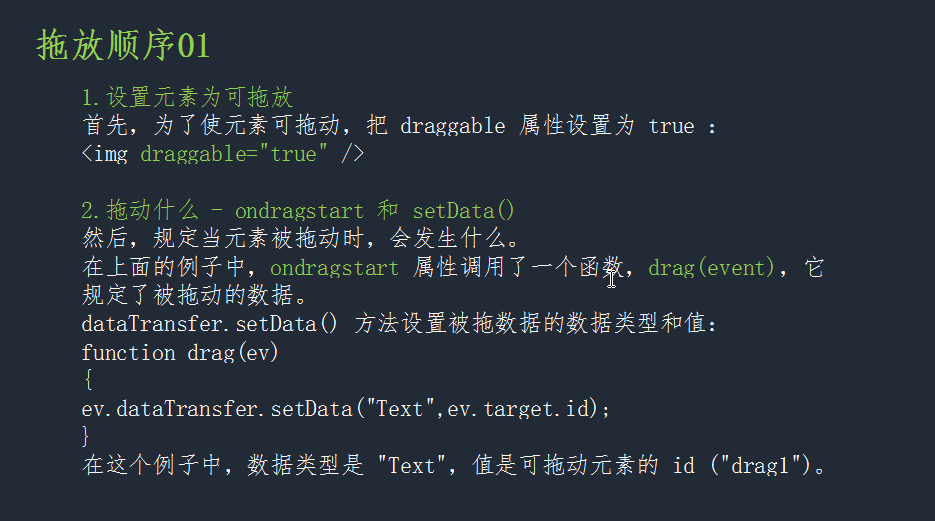 拖放顺序01
1.设置元素为可拖放
首先，为了使元素可拖动，把 draggable 属性设置为 true ：
<img draggable="true" />
2.拖动什么 - ondragstart 和 setData()
然后，规定当元素被拖动时，会发生什么。
在上面的例子中，ondragstart 属性调用了一个函数，drag(event)，它
规定了被拖动的数据。
dataTransfer.setData() 方法设置被拖数据的数据类型和值：
function drag(ev)
{
ev.dataTransfer.setData("Text",ev.target.id);
}
在这个例子中，数据类型是 "Text"，值是可拖动元素的 id ("drag1")。